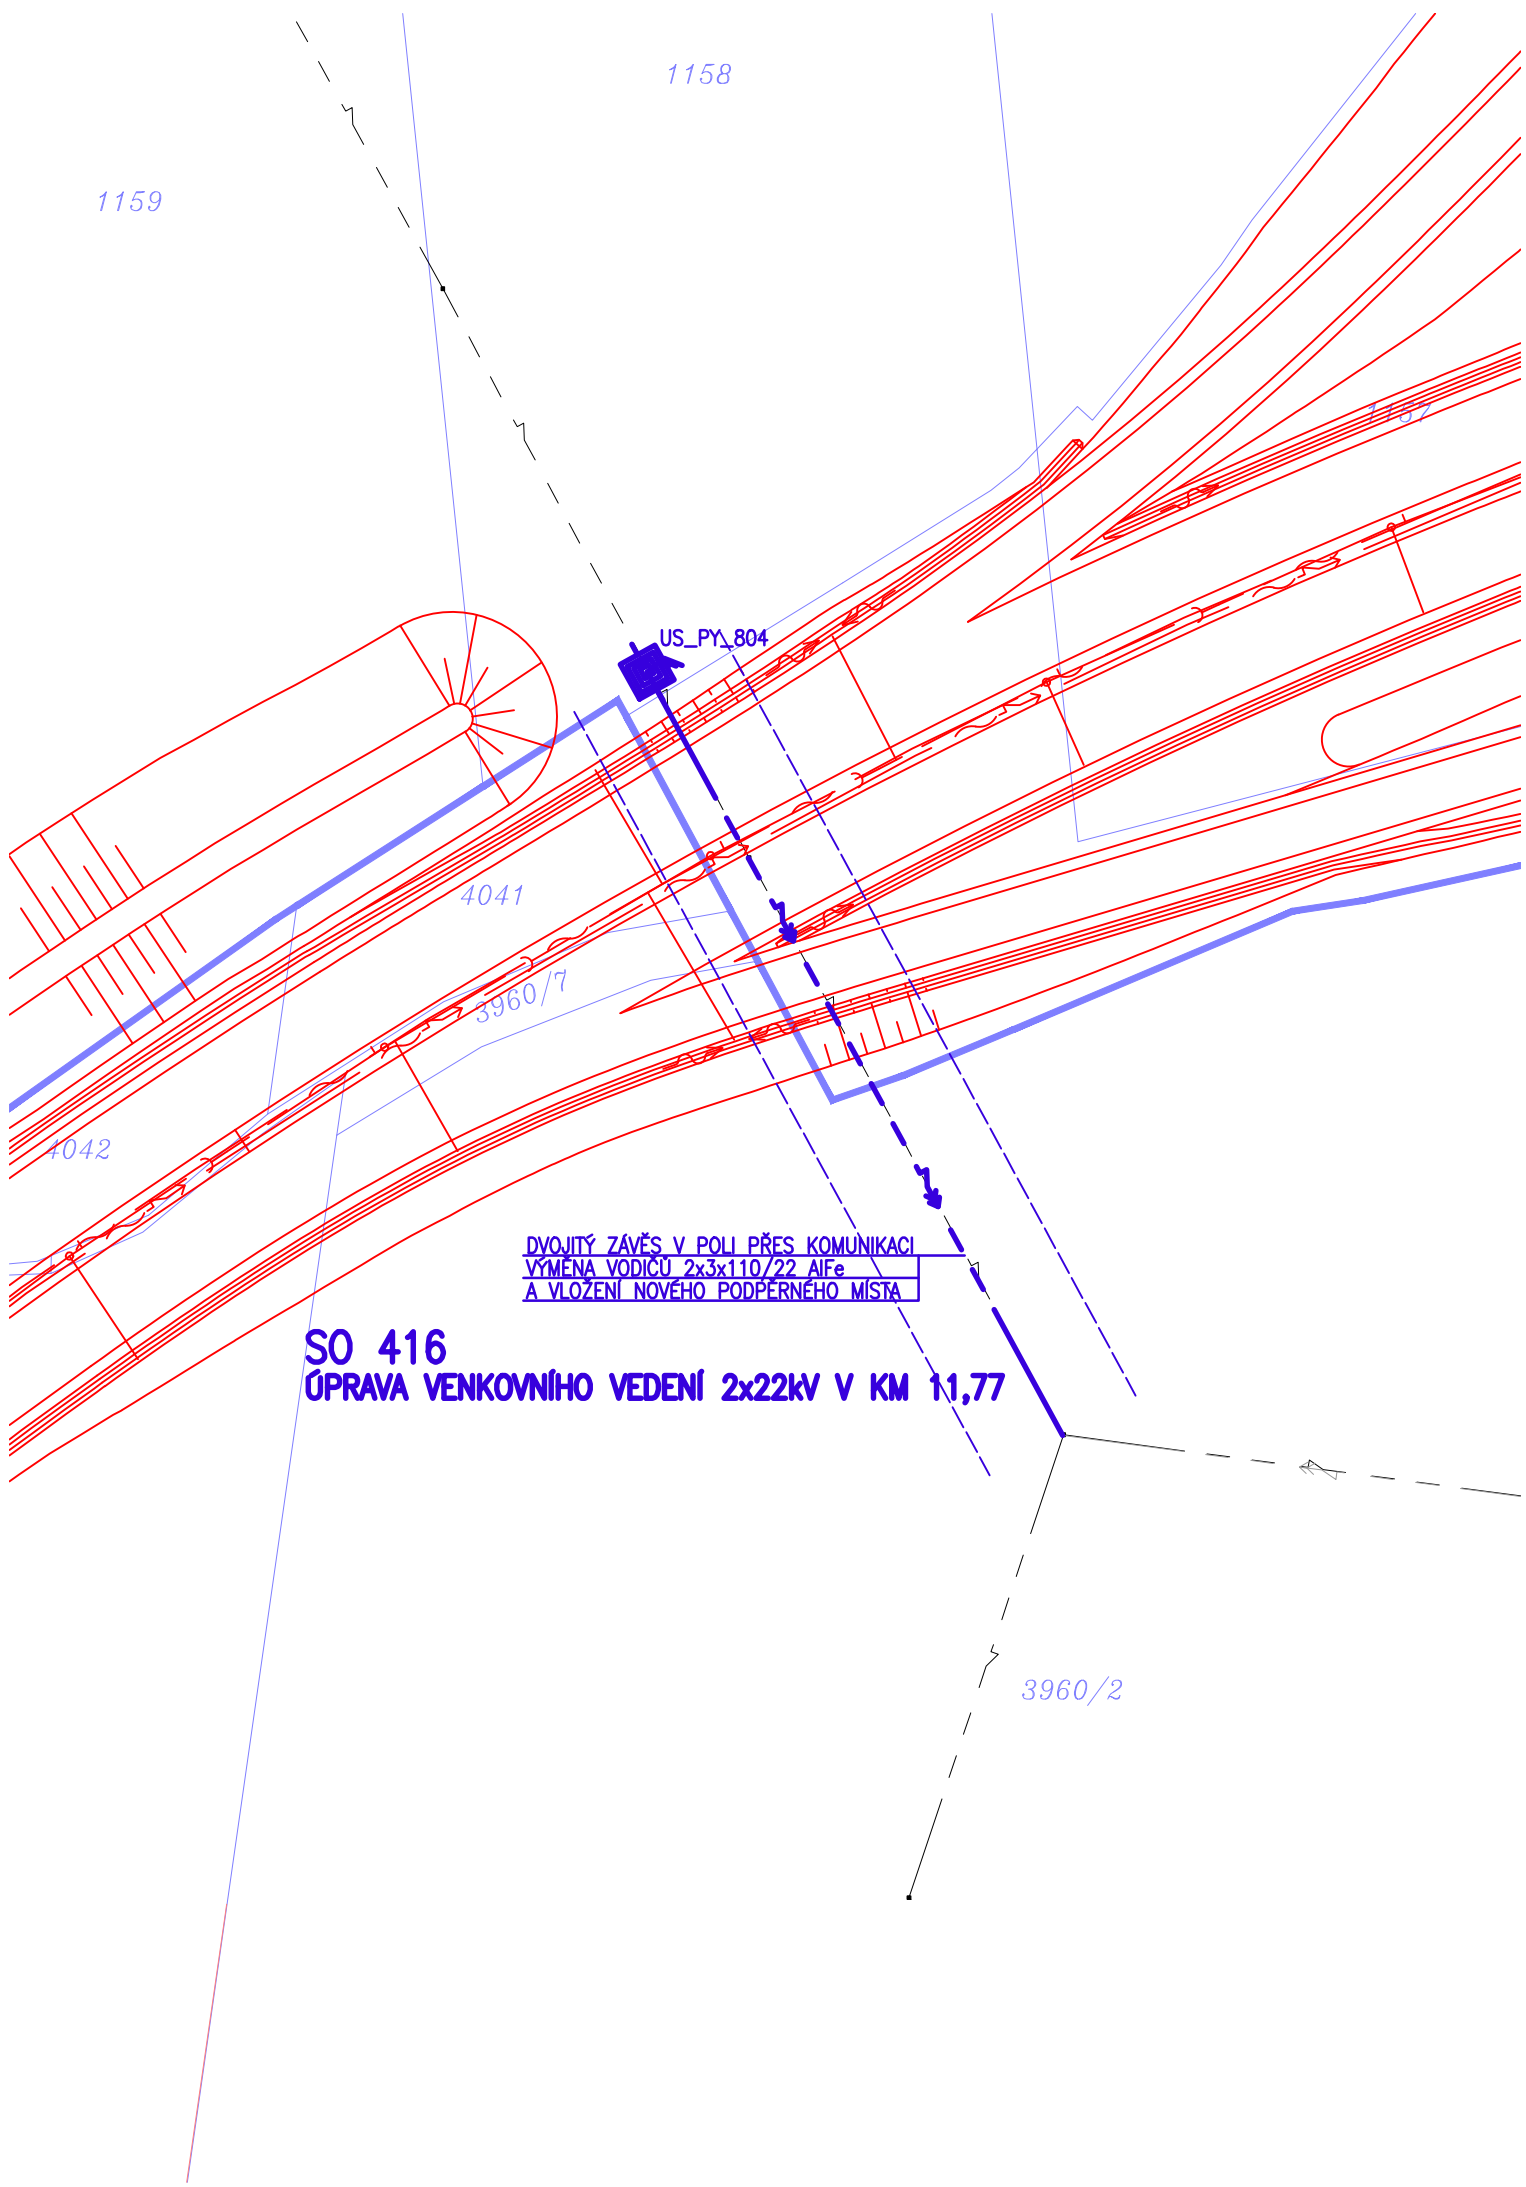 1158
1159
1157
US_PY_804
4041
3960/7
4042
DVOJITÝ ZÁVĚS V POLI PŘES KOMUNIKACI
VÝMĚNA VODIČŮ 2x3x110/22 AlFe
A VLOŽENÍ NOVÉHO PODPĚRNÉHO MÍSTA
SO 416
ÚPRAVA VENKOVNÍHO VEDENÍ 2x22kV V KM 11,77
3960/2